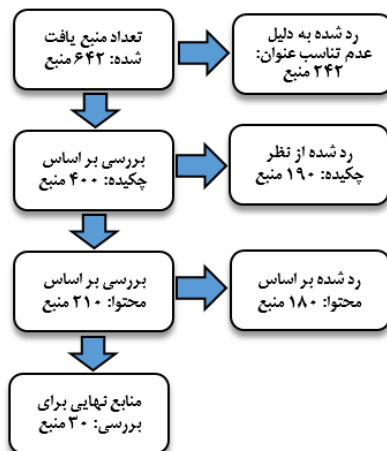 تعداد منبع یافت
شده: ۶۴۲ منبع
رد شده به دلیل
عدم تناسب عنوان:
۲۴۲ منبع
بررسی بر اساس
چکیده: ۴۰۰ منبع
رد شده از نظر
چکیده: ۱۹۰ منبع
بررسی بر اساس
محتوا: ۲۱۰ منبع
رد شده بر اساس
محتوا: ۱۸۰ منبع
منابع نهایی برای
بررسی: ۳۰ منبع